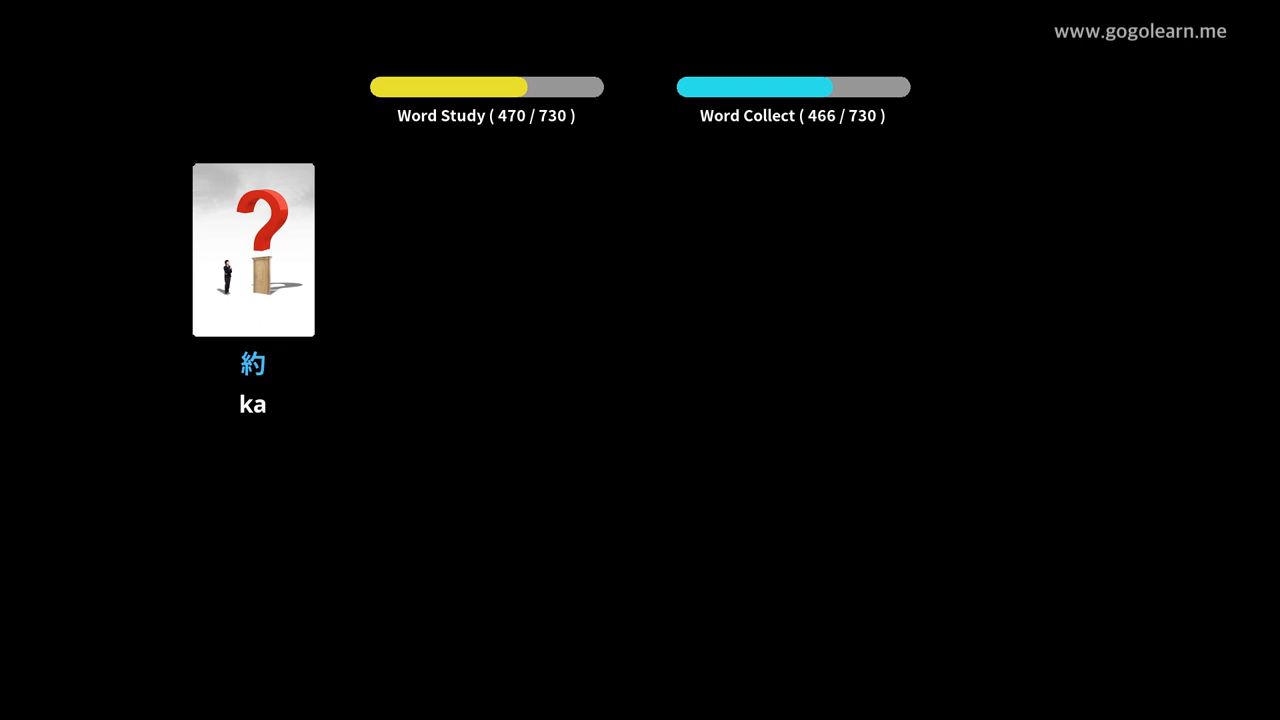 www.gogolearn.me
Word Study ( 470 / 730 )
Word Collect ( 466 / 730 )
?
約
ka